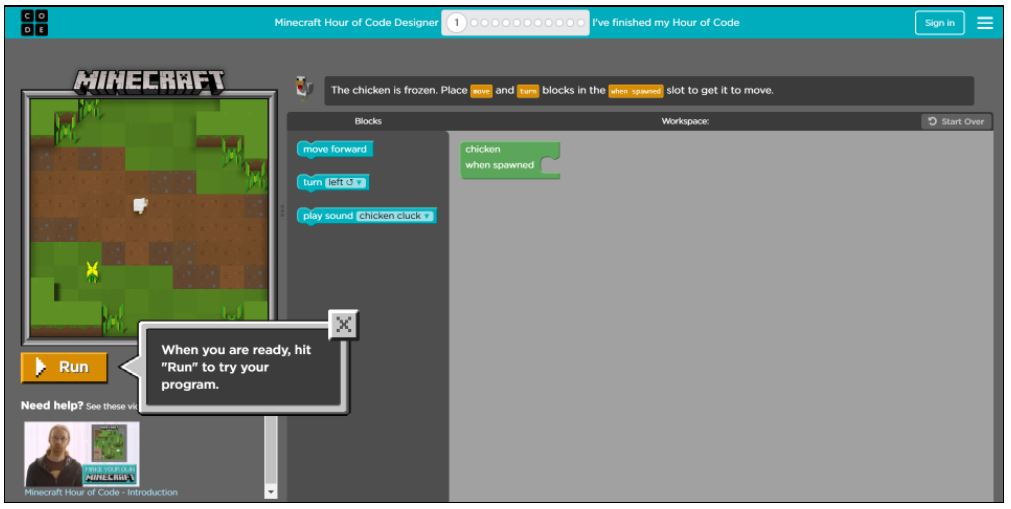 C O
D E
Minecraft Hour of Code Designer 1 I've finished my Hour of Code
Sign in
MINECRAFT
The chicken is frozen. Place move and turn blocks in the when spawned slot to get it to move.
Blocks
Workspace:
Start Over
move forward
turn left ↺ ▾
play sound chicken cluck ▾
chicken
when spawned
When you are ready, hit
"Run" to try your
program.
Run
Need help? See these
MAKE YOUR OWN
MINECRAFT
Minecraft Hour of Code - Introduction